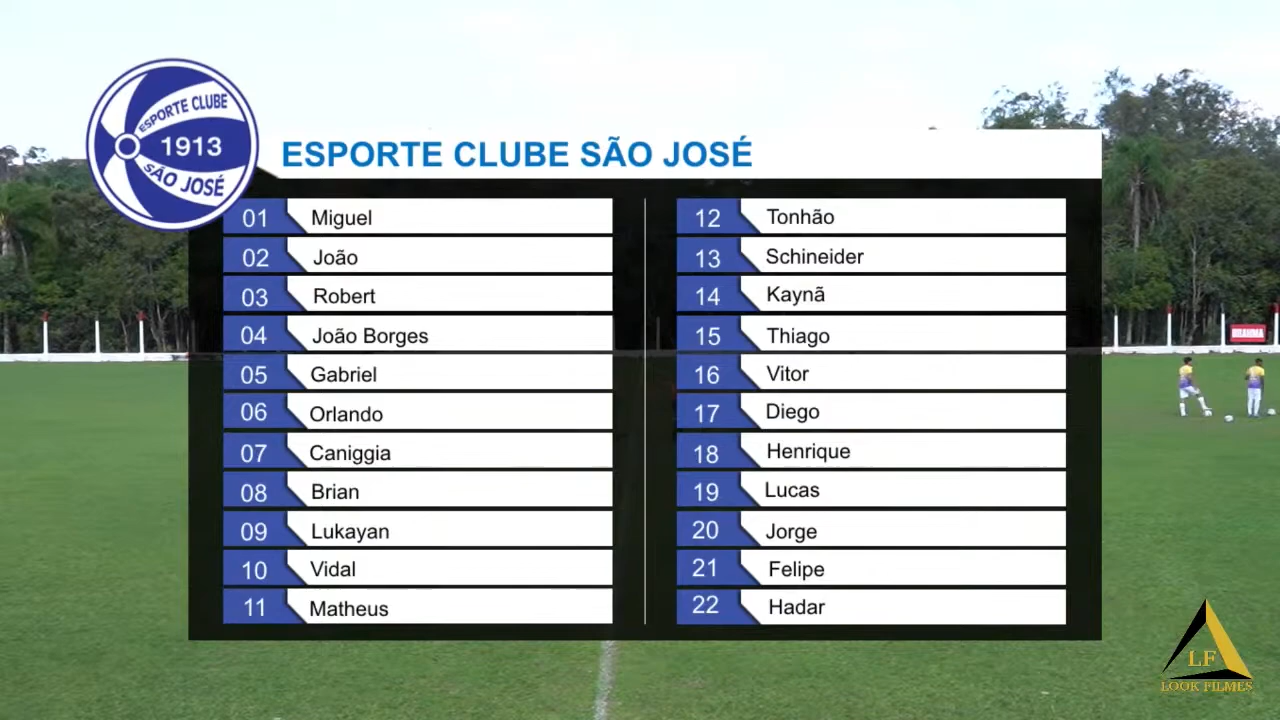 ESPORTE CLUBE
1913
SÃO JOSÉ
ESPORTE CLUBE SÃO JOSÉ
01 Miguel
02 João
03 Robert
04 João Borges
05 Gabriel
06 Orlando
07 Caniggia
08 Brian
09 Lukayan
10 Vidal
11 Matheus
12 Tonhão
13 Schineider
14 Kaynã
15 Thiago
16 Vitor
17 Diego
18 Henrique
19 Lucas
20 Jorge
21 Felipe
22 Hadar
BRAHMA
LF
LOOK FILMES